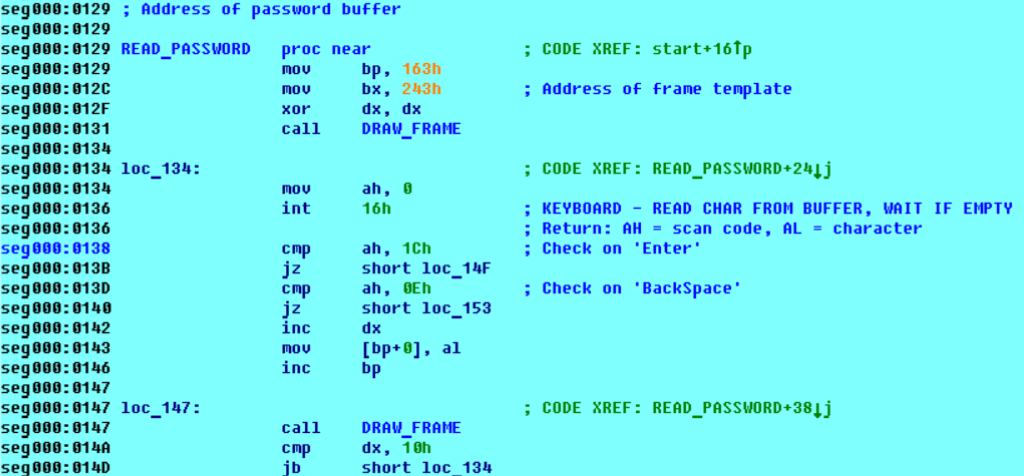 seg000:0129 ; Address of password buffer
seg000:0129
seg000:0129 READ_PASSWORD proc near ; CODE XREF: start+16↑p
seg000:0129 mov bp, 163h
seg000:012C mov bx, 243h ; Address of frame template
seg000:012F xor dx, dx
seg000:0131 call DRAW_FRAME
seg000:0134
seg000:0134 loc_134: ; CODE XREF: READ_PASSWORD+24↓j
seg000:0134 mov ah, 0
seg000:0136 int 16h ; KEYBOARD - READ CHAR FROM BUFFER, WAIT IF EMPTY
seg000:0136 ; Return: AH = scan code, AL = character
seg000:0138 cmp ah, 1Ch ; Check on 'Enter'
seg000:013B jz short loc_14F
seg000:013D cmp ah, 0Eh ; Check on 'BackSpace'
seg000:0140 jz short loc_153
seg000:0142 inc dx
seg000:0143 mov [bp+0], al
seg000:0146 inc bp
seg000:0147
seg000:0147 loc_147: ; CODE XREF: READ_PASSWORD+38↓j
seg000:0147 call DRAW_FRAME
seg000:014A cmp dx, 10h
seg000:014D jb short loc_134